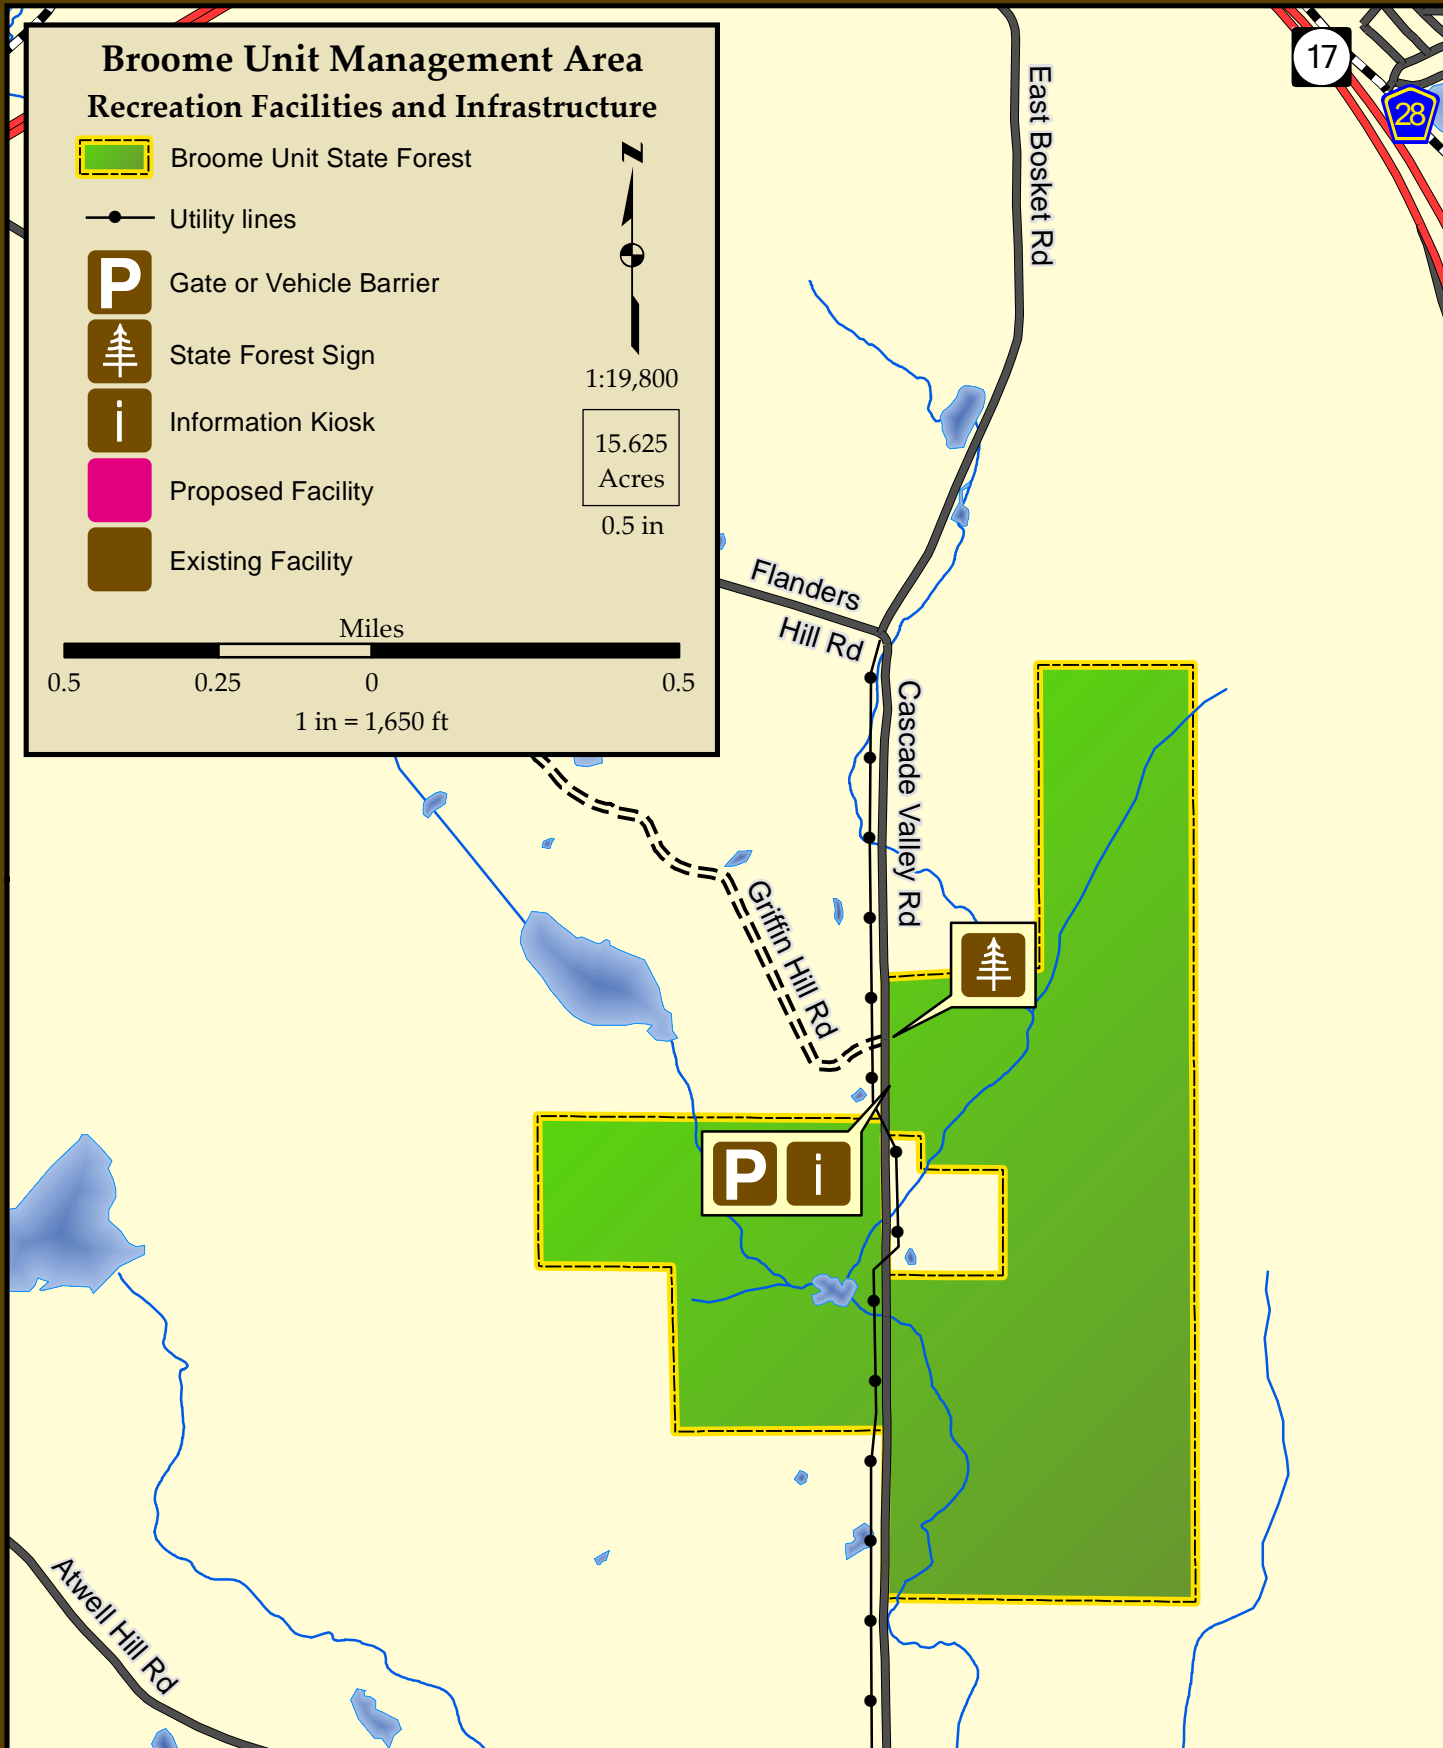 Broome Unit Management Area
Recreation Facilities and Infrastructure
Broome Unit State Forest
Utility lines
P
Gate or Vehicle Barrier
State Forest Sign
i
Information Kiosk
Proposed Facility
Existing Facility
N
1:19,800
15.625
Acres
0.5 in
Miles
0.5 0.25 0 0.5
1 in = 1,650 ft
17
28
East Bosket Rd
Flanders
Hill Rd
Cascade Valley Rd
Griffin Hill Rd
P i
Atwell Hill Rd